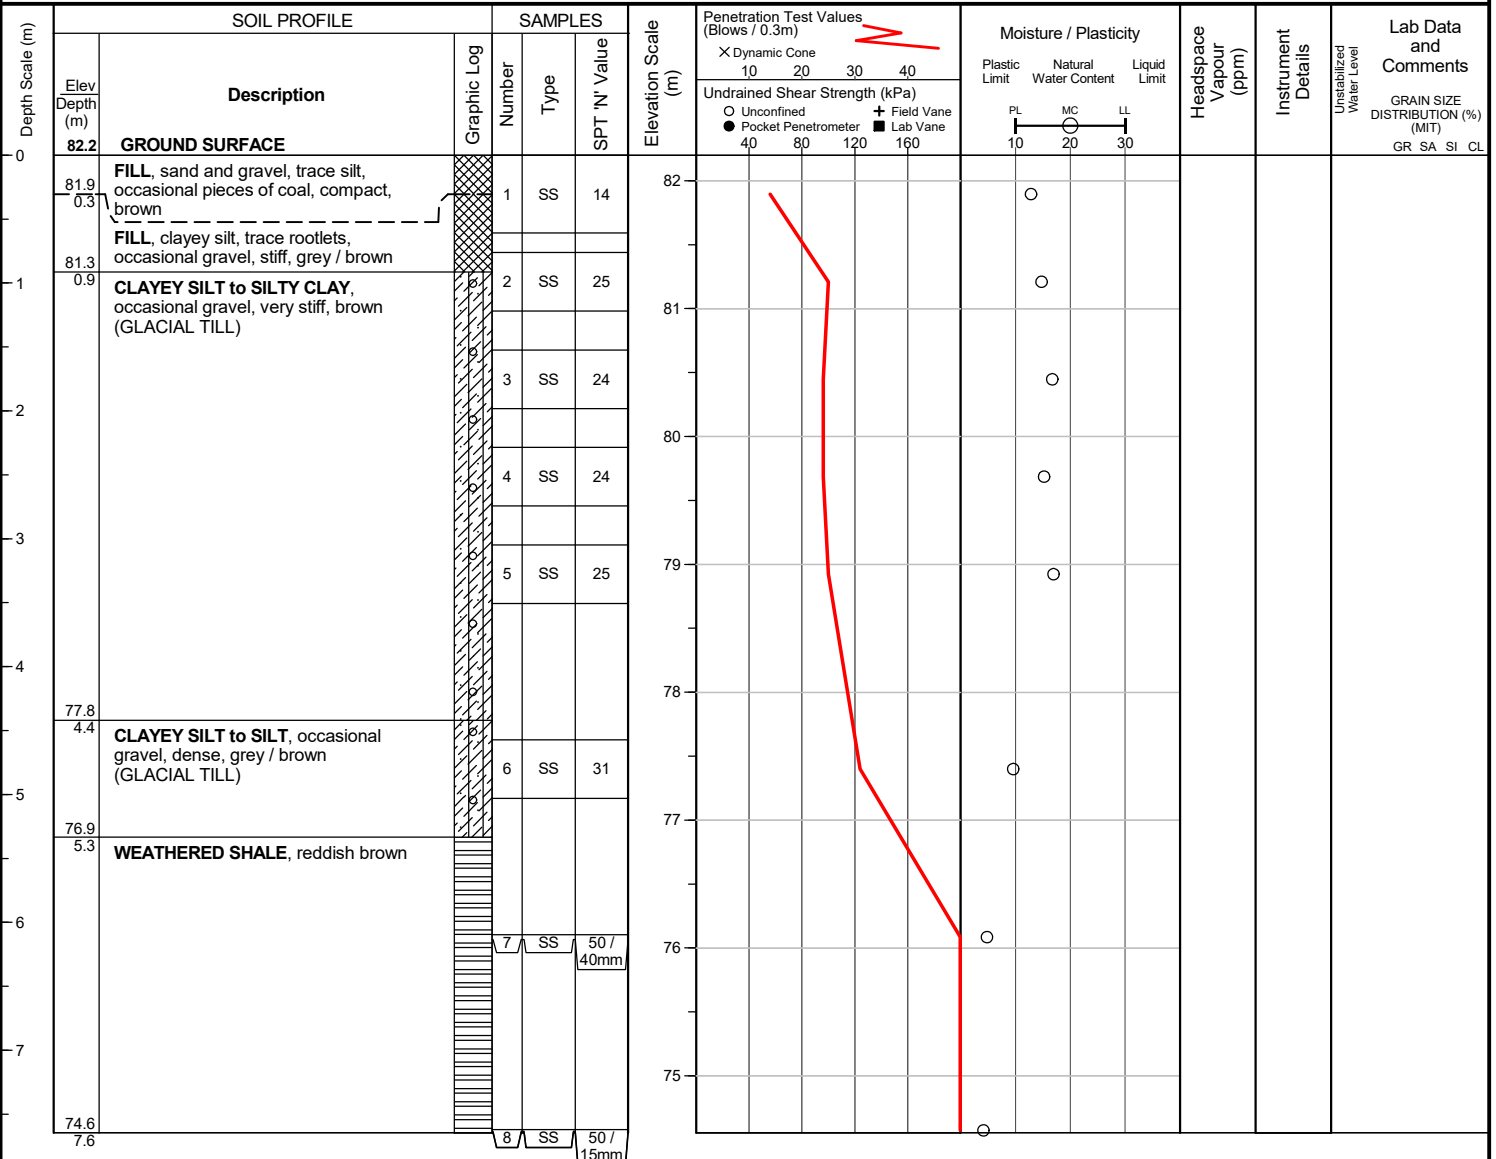 SOIL PROFILE
SAMPLES
Depth Scale (m)
Elev
Depth
(m)
Description
Graphic Log
Number
Type
SPT 'N' Value
Elevation Scale
(m)
Penetration Test Values
(Blows / 0.3m)
× Dynamic Cone
10 20 30 40
Undrained Shear Strength (kPa)
Unconfined
Field Vane
Pocket Penetrometer
Lab Vane
40 80 120 160
Moisture / Plasticity
Plastic Limit
Natural Water Content
Liquid Limit
PL MC LL
10 20 30
Headspace
Vapour
(ppm)
Instrument
Details
Unstabilized
Water Level
Lab Data
and
Comments
GRAIN SIZE
DISTRIBUTION (%)
(MIT)
GR SA SI CL
82.2 GROUND SURFACE
0
FILL, sand and gravel, trace silt,
occasional pieces of coal, compact,
brown
81.9
0.3
FILL, clayey silt, trace rootlets,
occasional gravel, stiff, grey / brown
81.3
0.9
CLAYEY SILT to SILTY CLAY,
occasional gravel, very stiff, brown
(GLACIAL TILL)
77.8
4.4
CLAYEY SILT to SILT, occasional
gravel, dense, grey / brown
(GLACIAL TILL)
76.9
5.3
WEATHERED SHALE, reddish brown
74.6
7.6
1
2
3
4
5
6
7
1 SS 14
2 SS 25
3 SS 24
4 SS 24
5 SS 25
6 SS 31
7 SS 50 /
40mm
8 SS 50 /
15mm
82
81
80
79
78
77
76
75